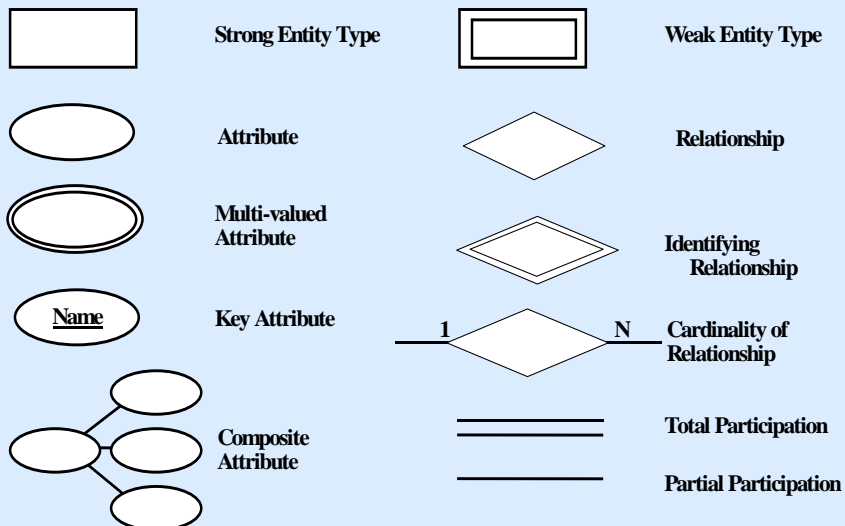 Strong Entity Type
Weak Entity Type
Attribute
Relationship
Multi-valued
Attribute
Identifying
Relationship
Name
Key Attribute
1
N
Cardinality of
Relationship
Composite
Attribute
Total Participation
Partial Participation